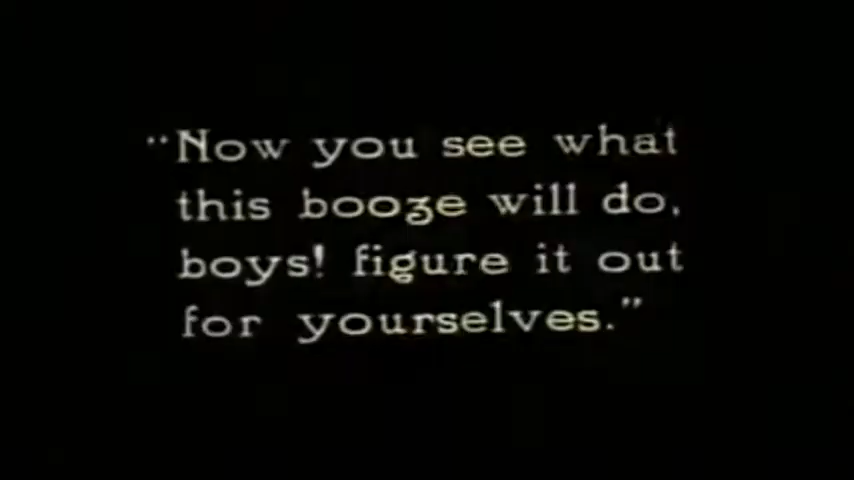 "Now you see what
this booze will do,
boys! figure it out
for yourselves."